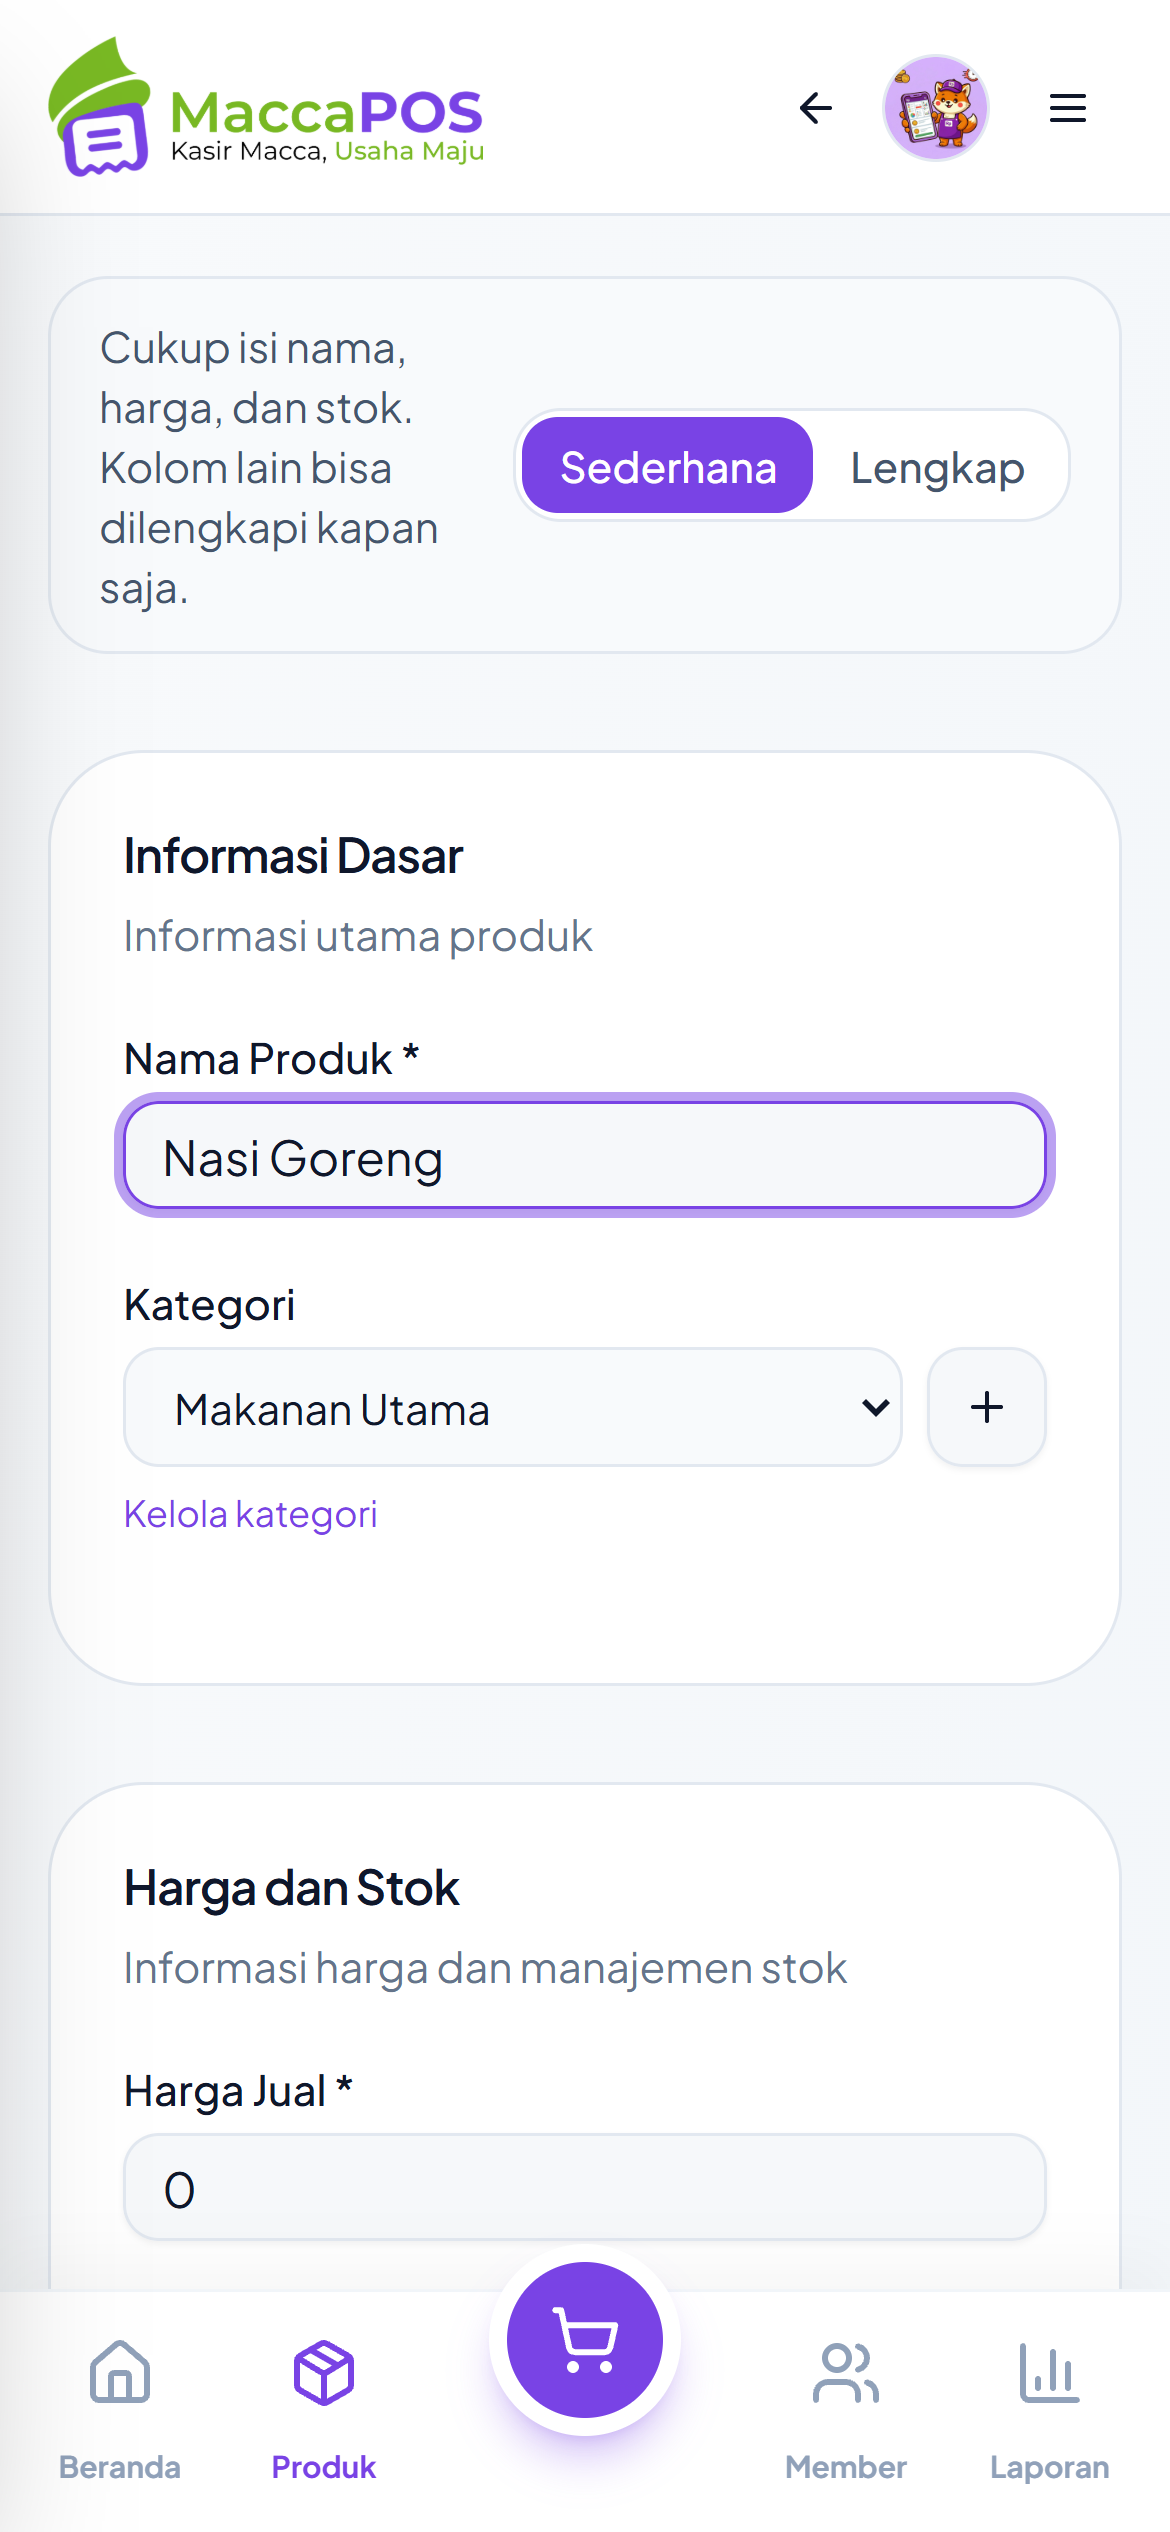 MaccaPOS
Kasir Macca, Usaha Maju
Cukup isi nama,
harga, dan stok.
Kolom lain bisa
dilengkapi kapan
saja.
Sederhana
Lengkap
Informasi Dasar
Informasi utama produk
Nama Produk *
Nasi Goreng
Kategori
Makanan Utama
Kelola kategori
Harga dan Stok
Informasi harga dan manajemen stok
Harga Jual *
0
Beranda
Produk
Member
Laporan